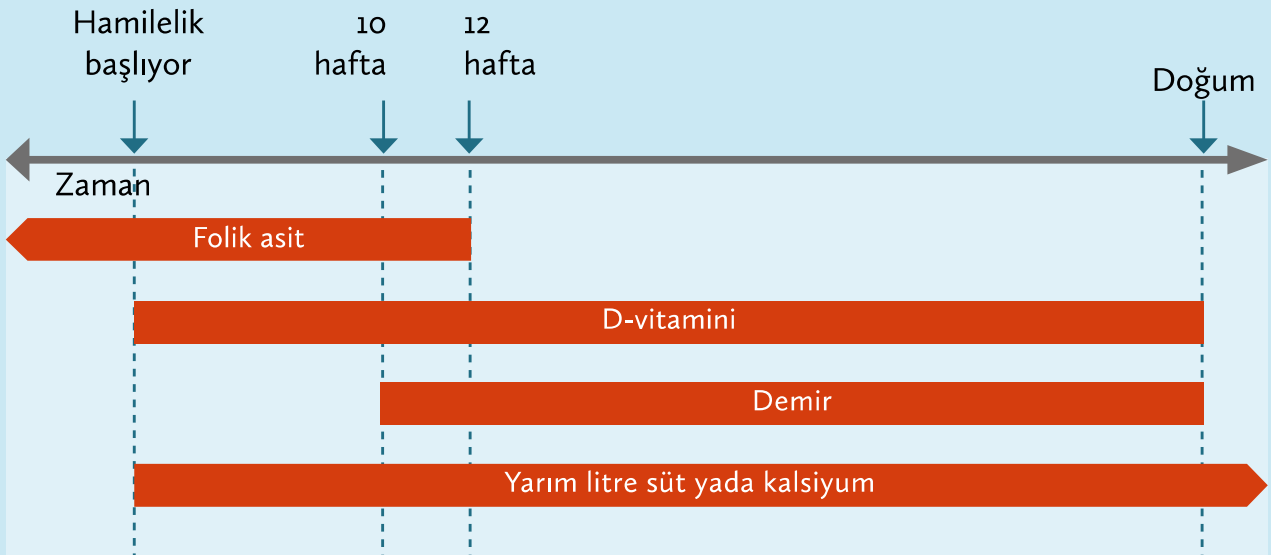 Hamilelik
başlıyor
10
hafta
12
hafta
Doğum
Zaman
Folik asit
D-vitamini
Demir
Yarım litre süt yada kalsiyum